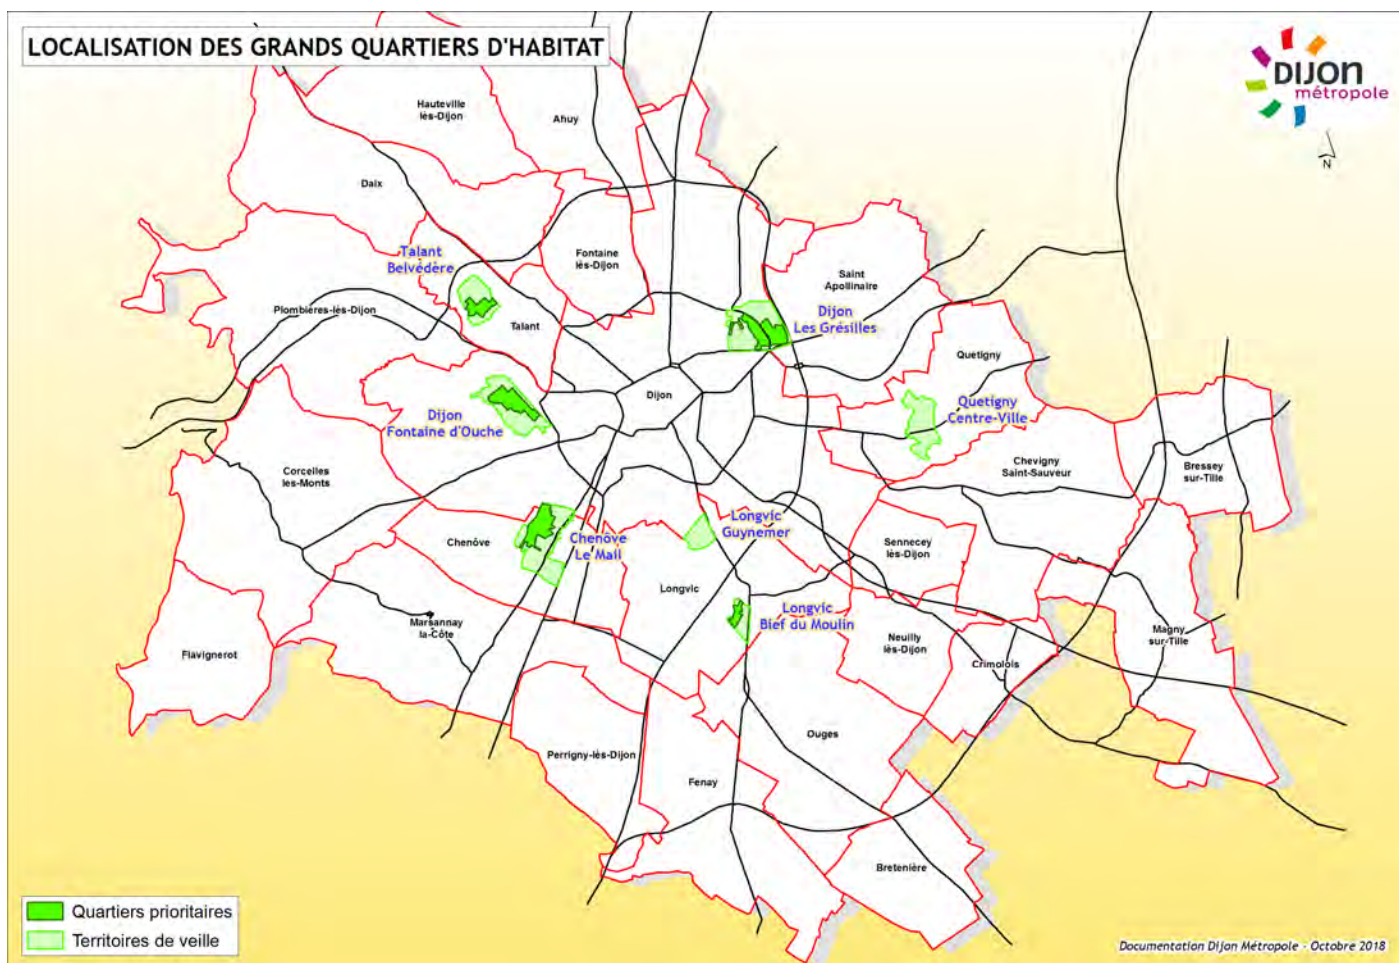 LOCALISATION DES GRANDS QUARTIERS D'HABITAT
DIJON
métropole
N
Hauteville
lès-Dijon
Ahuy
Daix
Talant
Belvédère
Fontaine
lès-Dijon
Saint
Apollinaire
Plombières-lès-Dijon
Talant
Dijon
Les Grésilles
Quetigny
Dijon
Quetigny
Centre-Ville
Dijon
Fontaine d'Ouche
Corcelles
les-Monts
Chevigny
Saint-Sauveur
Bressey
sur-Tille
Longvic
Guynemer
Chenôve
Chenôve
Le Mail
Sennecey
lès-Dijon
Longvic
Longvic
Bief du Moulin
Marsannay
la-Côte
Neuilly
lès-Dijon
Magny
sur-Tille
Flavignerot
Crimolois
Ouges
Perrigny-lès-Dijon
Fenay
Bretenière
Quartiers prioritaires
Territoires de veille
Documentation Dijon Métropole - Octobre 2018